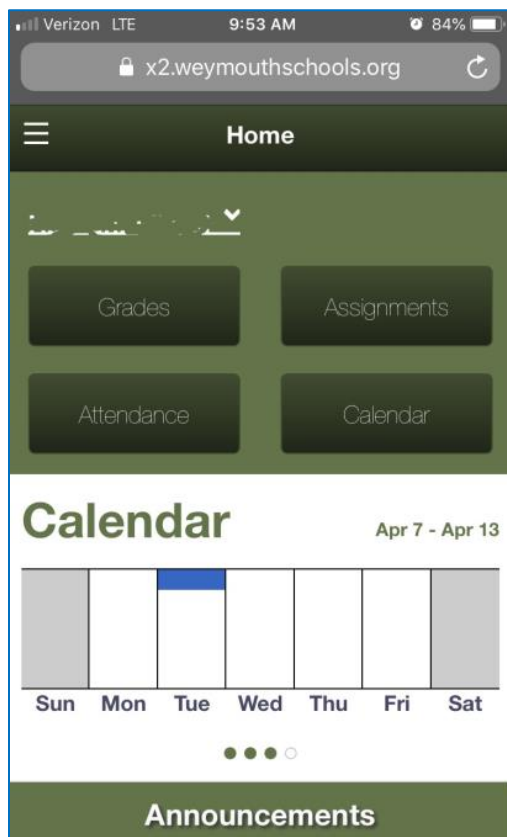 Verizon LTE 9:53 AM 84%
x2.weymouthschools.org
Home
Grades Assignments
Attendance Calendar
Calendar Apr 7 - Apr 13
Sun Mon Tue Wed Thu Fri Sat
Announcements